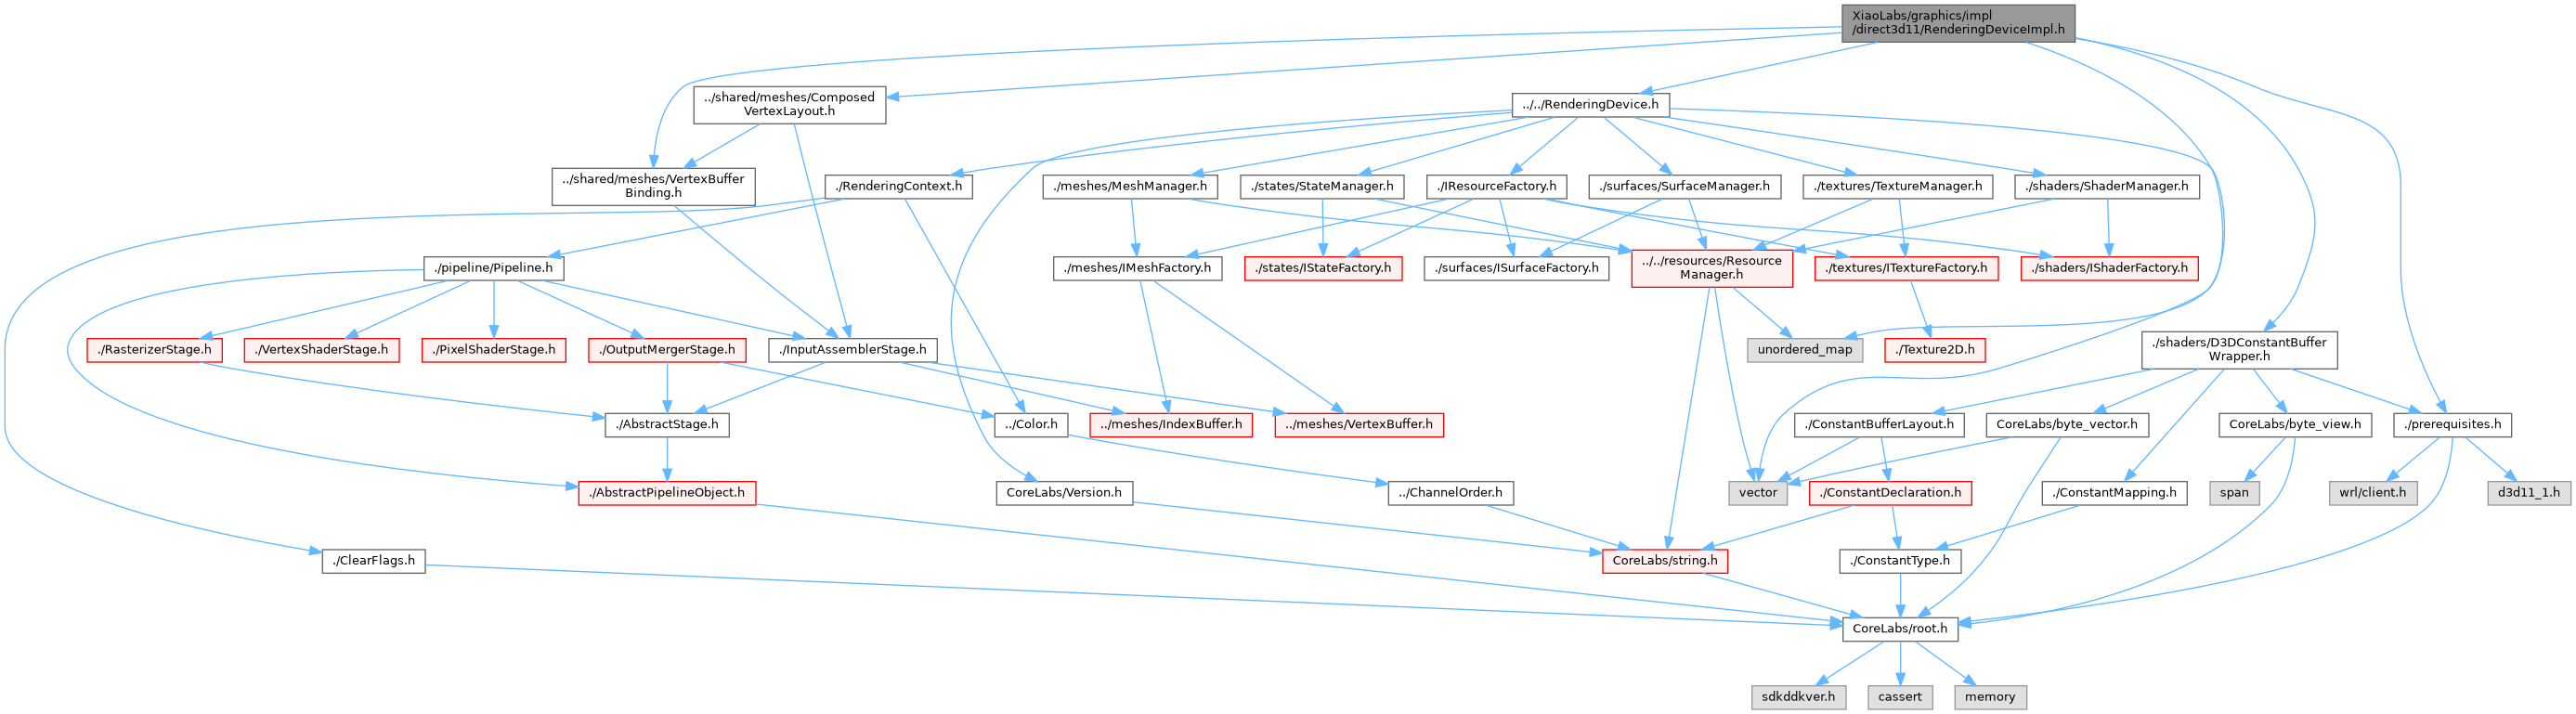 XiaoLabs/graphics/impl
/direct3d11/RenderingDeviceImpl.h
../shared/meshes/Composed
VertexLayout.h
../../RenderingDevice.h
../shared/meshes/VertexBuffer
Binding.h
./RenderingContext.h
./meshes/MeshManager.h
./states/StateManager.h
./IResourceFactory.h
./surfaces/SurfaceManager.h
./textures/TextureManager.h
./shaders/ShaderManager.h
./pipeline/Pipeline.h
./meshes/IMeshFactory.h
./states/IStateFactory.h
./surfaces/ISurfaceFactory.h
../../resources/Resource
Manager.h
./textures/ITextureFactory.h
./shaders/IShaderFactory.h
./RasterizerStage.h
./VertexShaderStage.h
./PixelShaderStage.h
./OutputMergerStage.h
./InputAssemblerStage.h
unordered_map
./Texture2D.h
./shaders/D3DConstantBuffer
Wrapper.h
./AbstractStage.h
../Color.h
../meshes/IndexBuffer.h
../meshes/VertexBuffer.h
./ConstantBufferLayout.h
CoreLabs/byte_vector.h
CoreLabs/byte_view.h
./prerequisites.h
./AbstractPipelineObject.h
CoreLabs/Version.h
../ChannelOrder.h
vector
./ConstantDeclaration.h
./ConstantMapping.h
span
wrl/client.h
d3d11_1.h
./ClearFlags.h
CoreLabs/string.h
./ConstantType.h
CoreLabs/root.h
sdkddkver.h
cassert
memory